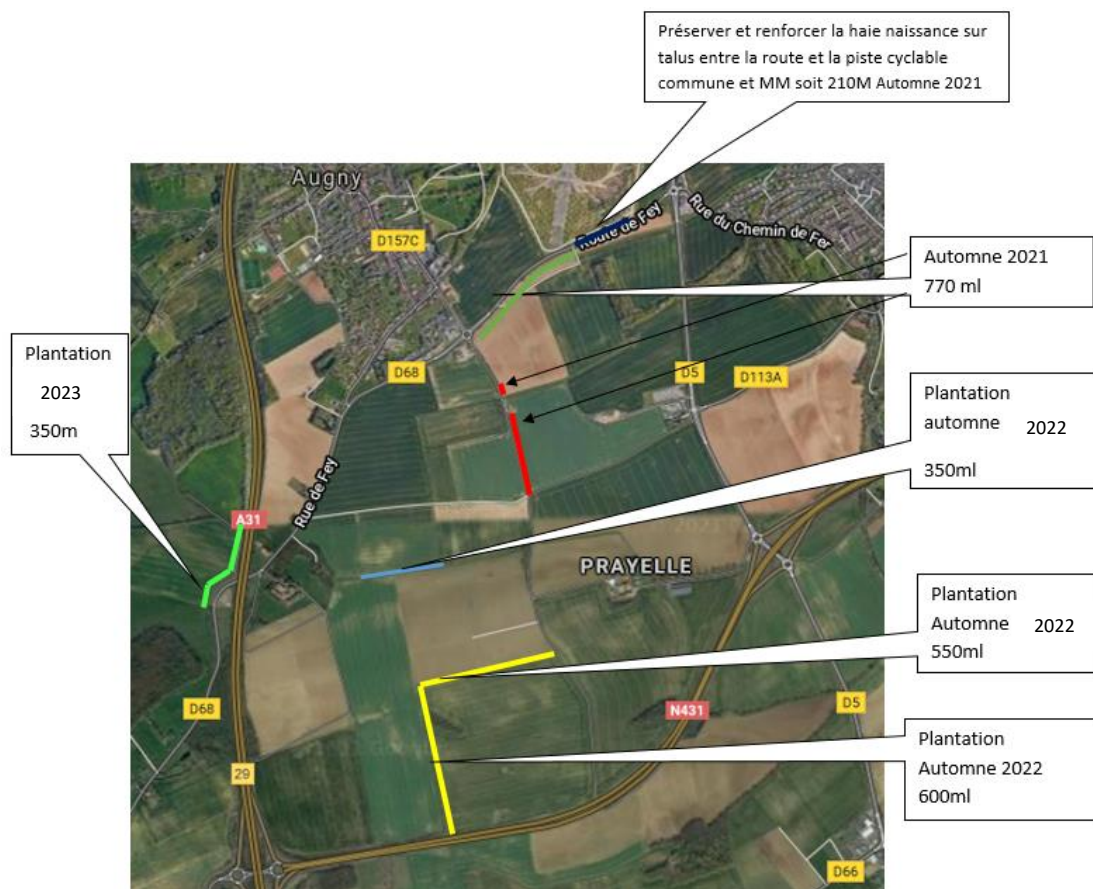 Préserver et renforcer la haie naissance sur
talus entre la route et la piste cyclable
commune et MM soit 210M Automne 2021
Augny
Route de Fey
Rue du Chemin de Fer
D157C
Automne 2021
770 ml
Plantation
2023
350m
D68
D5
D113A
Plantation
automne 2022
350ml
Rue de Fey
A31
PRAYELLE
Plantation
Automne 2022
550ml
D68
N431
D5
Plantation
Automne 2022
600ml
29
D66